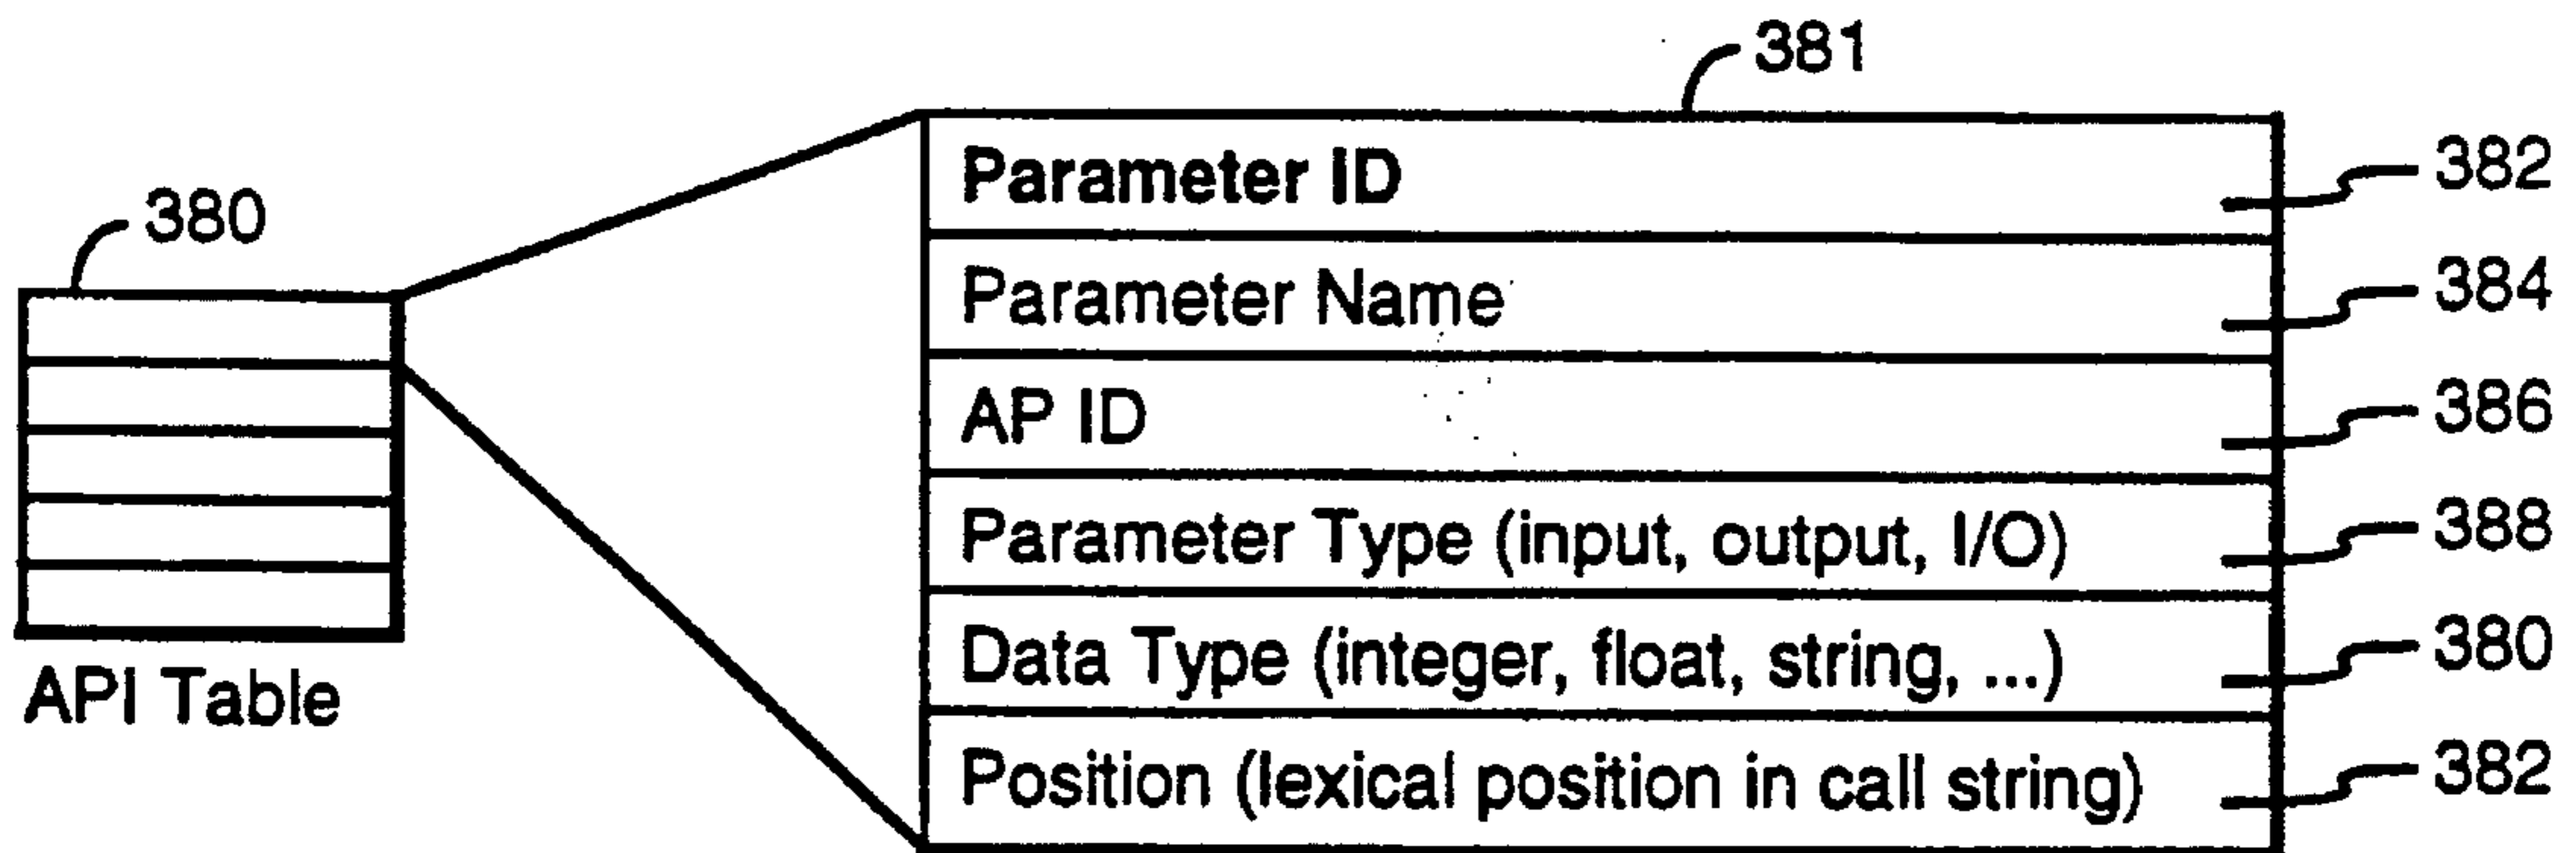 381
Parameter ID
382
380
Parameter Name
384
AP ID
386
Parameter Type (input, output, I/O)
388
API Table
Data Type (integer, float, string, ...)
380
Position (lexical position in call string)
382